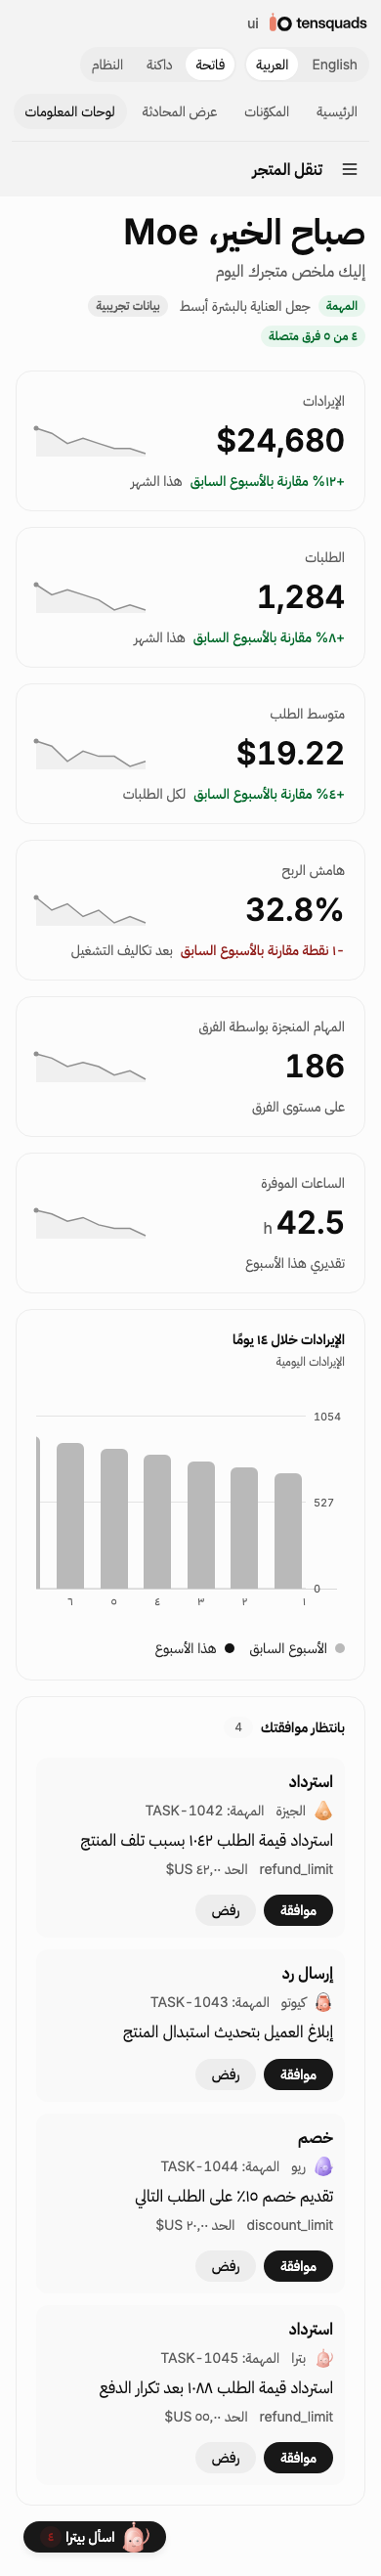 tensquads ui
English العربية فاتحة داكنة النظام
الرئيسية المكوّنات عرض المحادثة لوحات المعلومات
تنقل المتجر
صباح الخير، Moe
إليك ملخص متجرك اليوم
المهمة جعل العناية بالبشرة أبسط بيانات تجريبية
٤ من ٥ فرق متصلة
الإيرادات
$24,680
+١٢% مقارنة بالأسبوع السابق هذا الشهر
الطلبات
1,284
+٨% مقارنة بالأسبوع السابق هذا الشهر
متوسط الطلب
$19.22
+٤% مقارنة بالأسبوع السابق لكل الطلبات
هامش الربح
32.8%
-١ نقطة مقارنة بالأسبوع السابق بعد تكاليف التشغيل
المهام المنجزة بواسطة الفرق
186
على مستوى الفرق
الساعات الموفرة
42.5 h
تقديري هذا الأسبوع
الإيرادات خلال ١٤ يومًا
الإيرادات اليومية
1054
527
0
١ ٢ ٣ ٤ ٥ ٦
الأسبوع السابق هذا الأسبوع
بانتظار موافقتك 4
استرداد
الجيزة المهمة: TASK-1042
استرداد قيمة الطلب ١٠٤٢ بسبب تلف المنتج
refund_limit الحد ٤٢,٠٠ US$
موافقة رفض
إرسال رد
كيوتو المهمة: TASK-1043
إبلاغ العميل بتحديث استبدال المنتج
موافقة رفض
خصم
ريو المهمة: TASK-1044
تقديم خصم ١٥٪ على الطلب التالي
discount_limit الحد ٢٠,٠٠ US$
موافقة رفض
استرداد
بترا المهمة: TASK-1045
استرداد قيمة الطلب ١٠٨٨ بعد تكرار الدفع
refund_limit الحد ٥٥,٠٠ US$
موافقة رفض
اسأل بيترا ٤